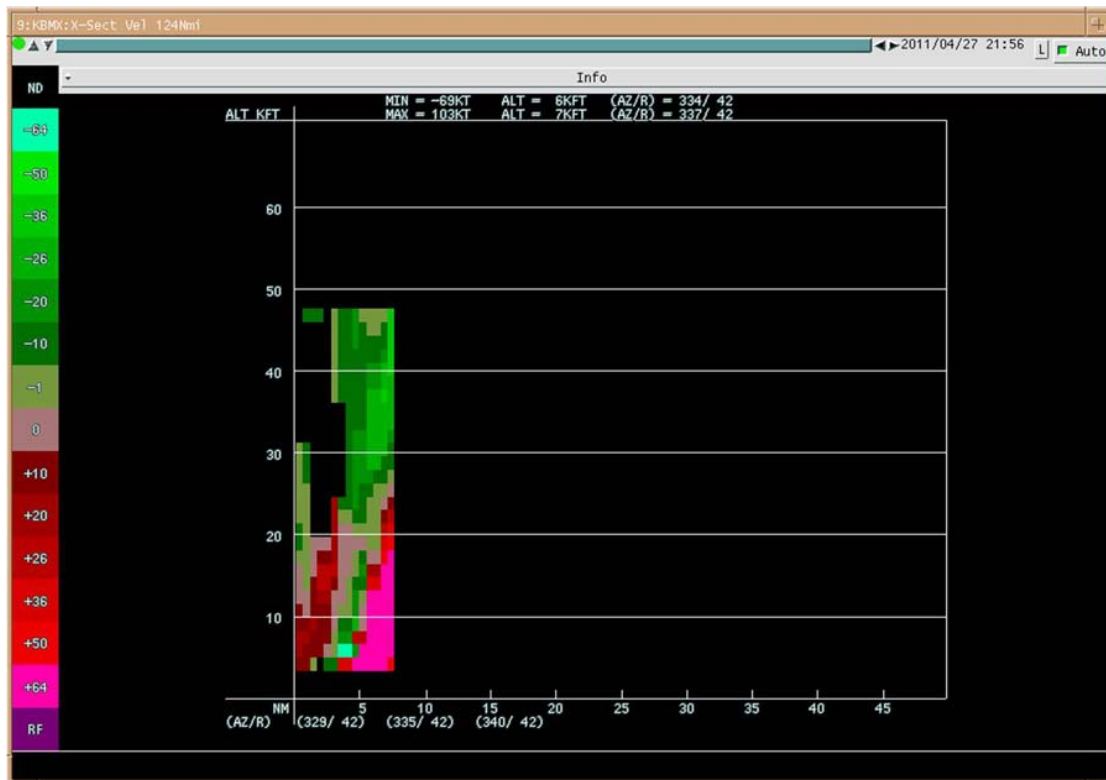 9:KBMX:X-Sect Vel 124Nmi
2011/04/27 21:56 L Auto
Info
ND
-64
-50
-36
-26
-20
-10
-1
0
+10
+20
+26
+36
+50
+64
RF
MIN = -69KT ALT = 6KFT (AZ/R) = 334/ 42
ALT KFT MAX = 103KT ALT = 7KFT (AZ/R) = 337/ 42
60
50
40
30
20
10
NM 5 10 15 20 25 30 35 40 45
(AZ/R) (329/ 42) (335/ 42) (340/ 42)